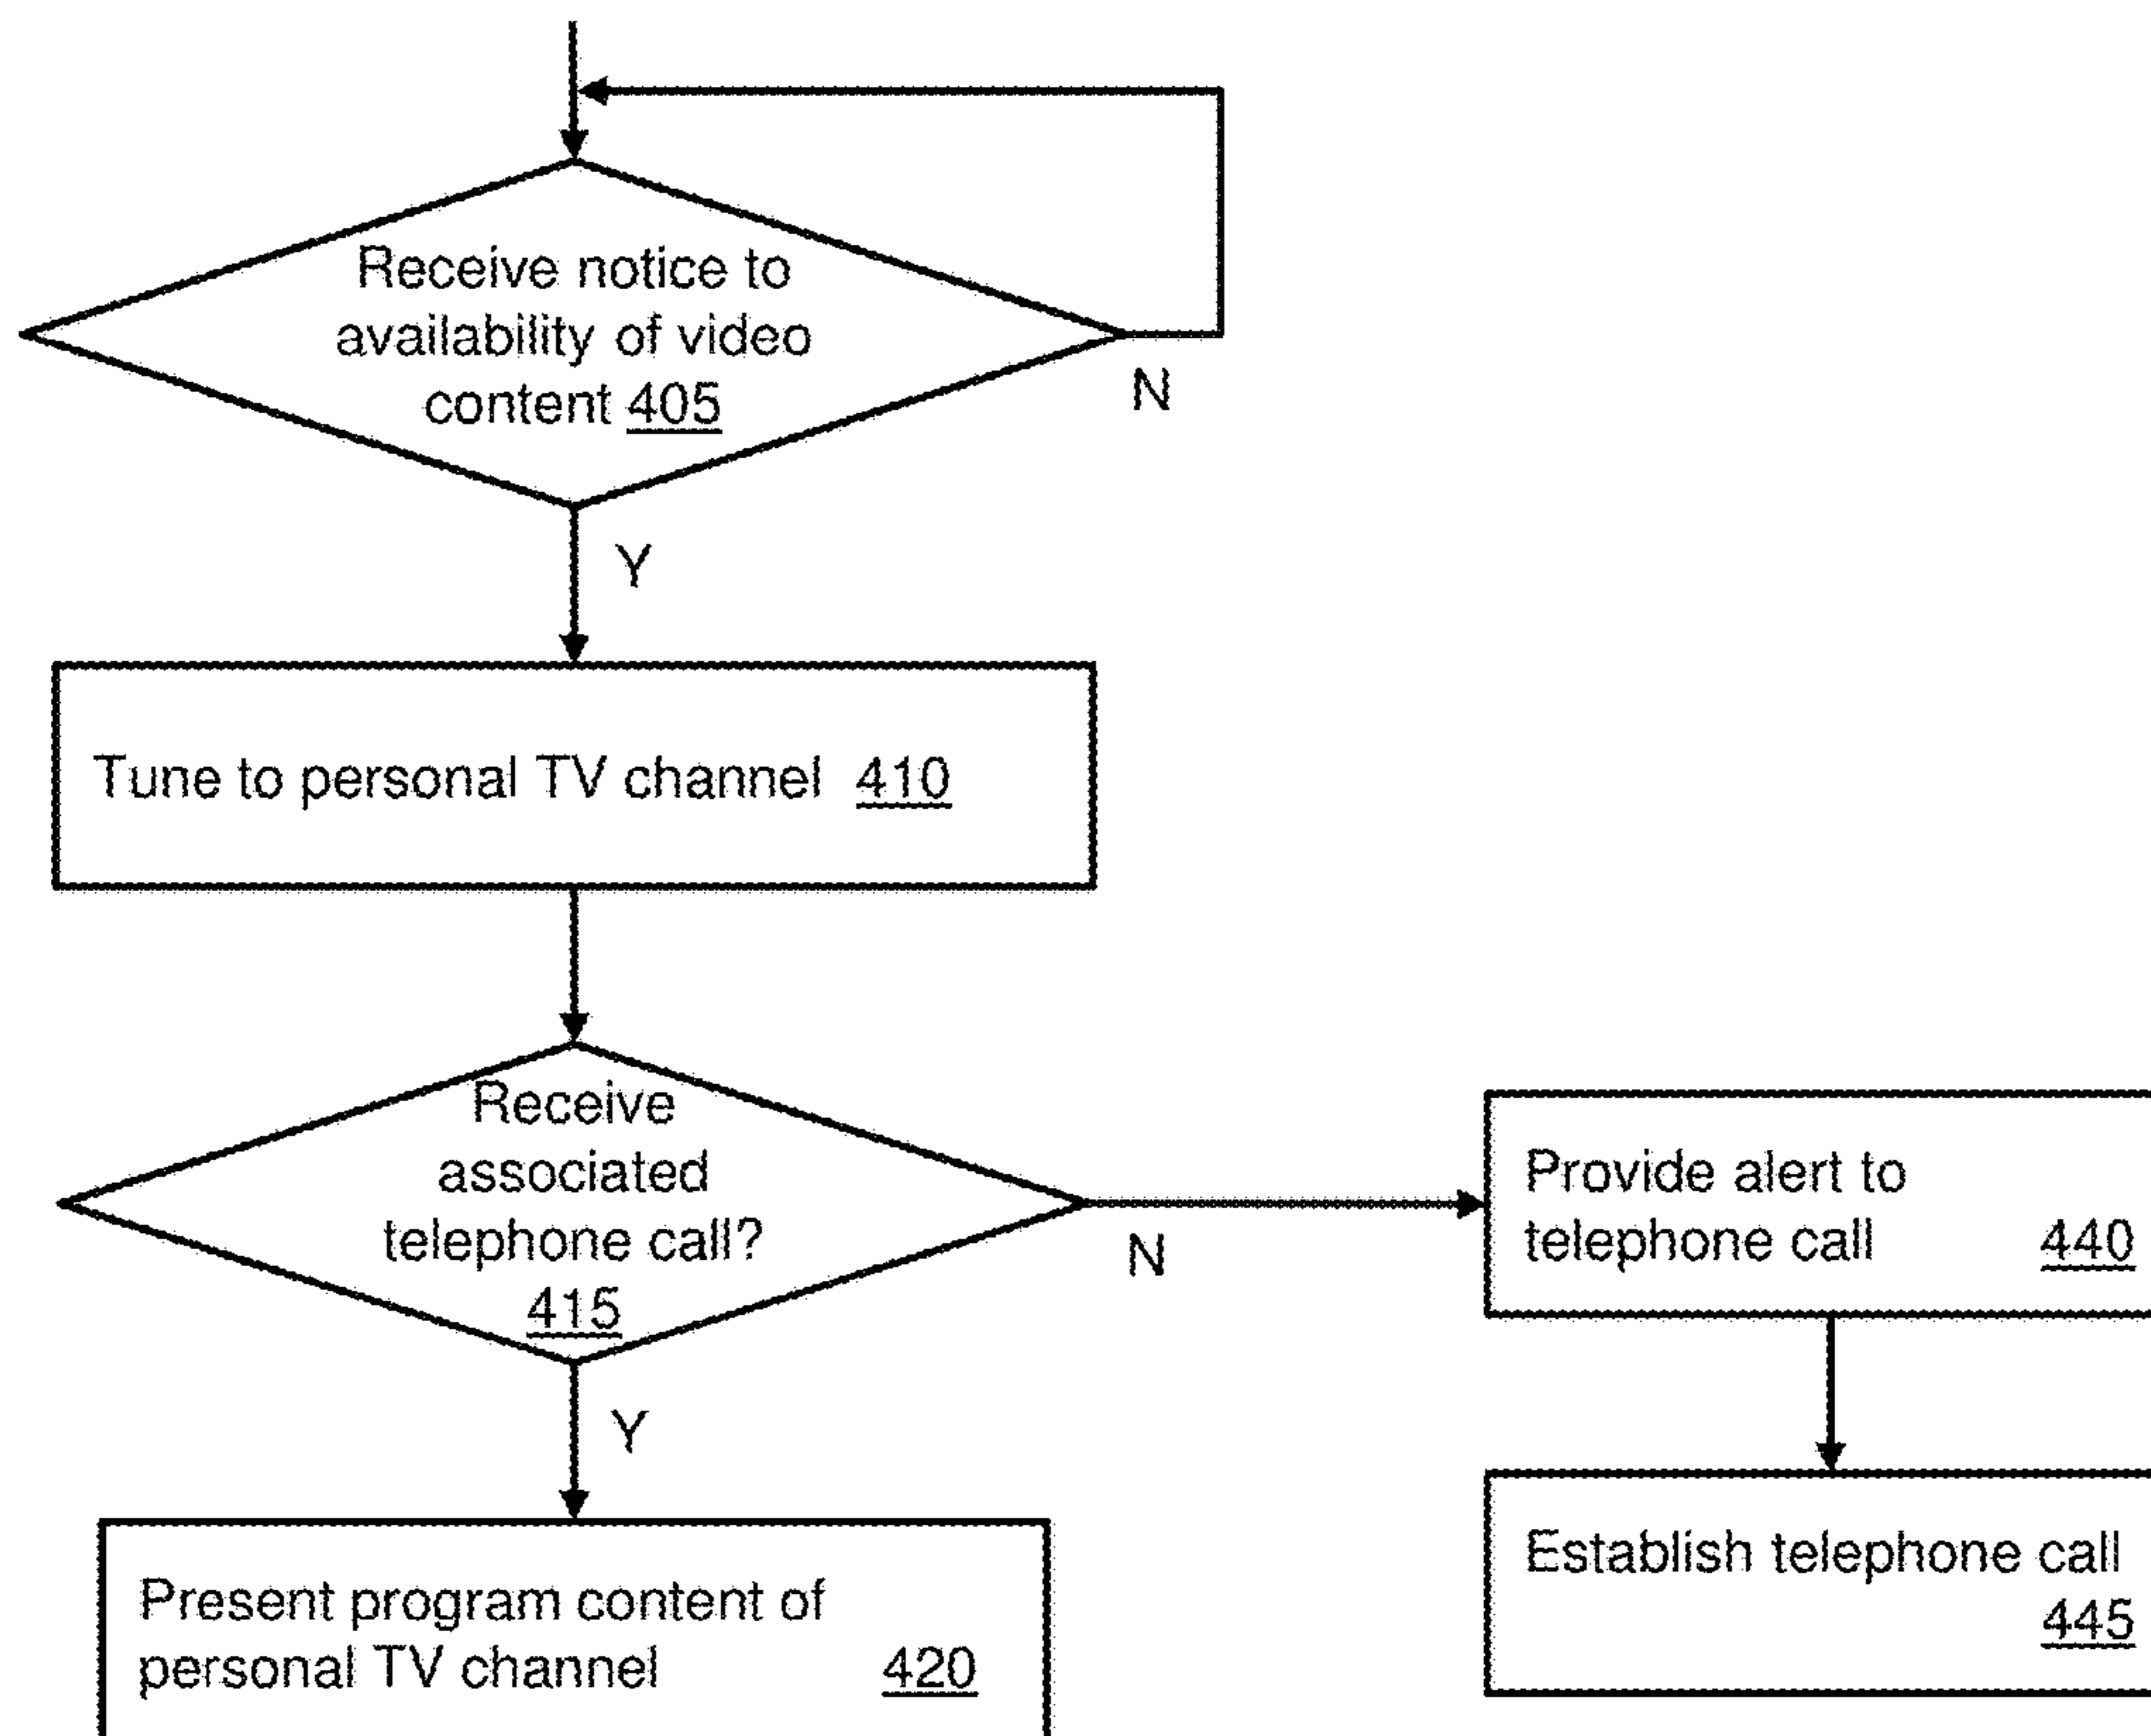 Receive notice to
availability of video
content 405
N
Y
Tune to personal TV channel 410
Receive
associated
telephone call?
415
N
Y
Provide alert to
telephone call 440
Establish telephone call
445
Present program content of
personal TV channel 420